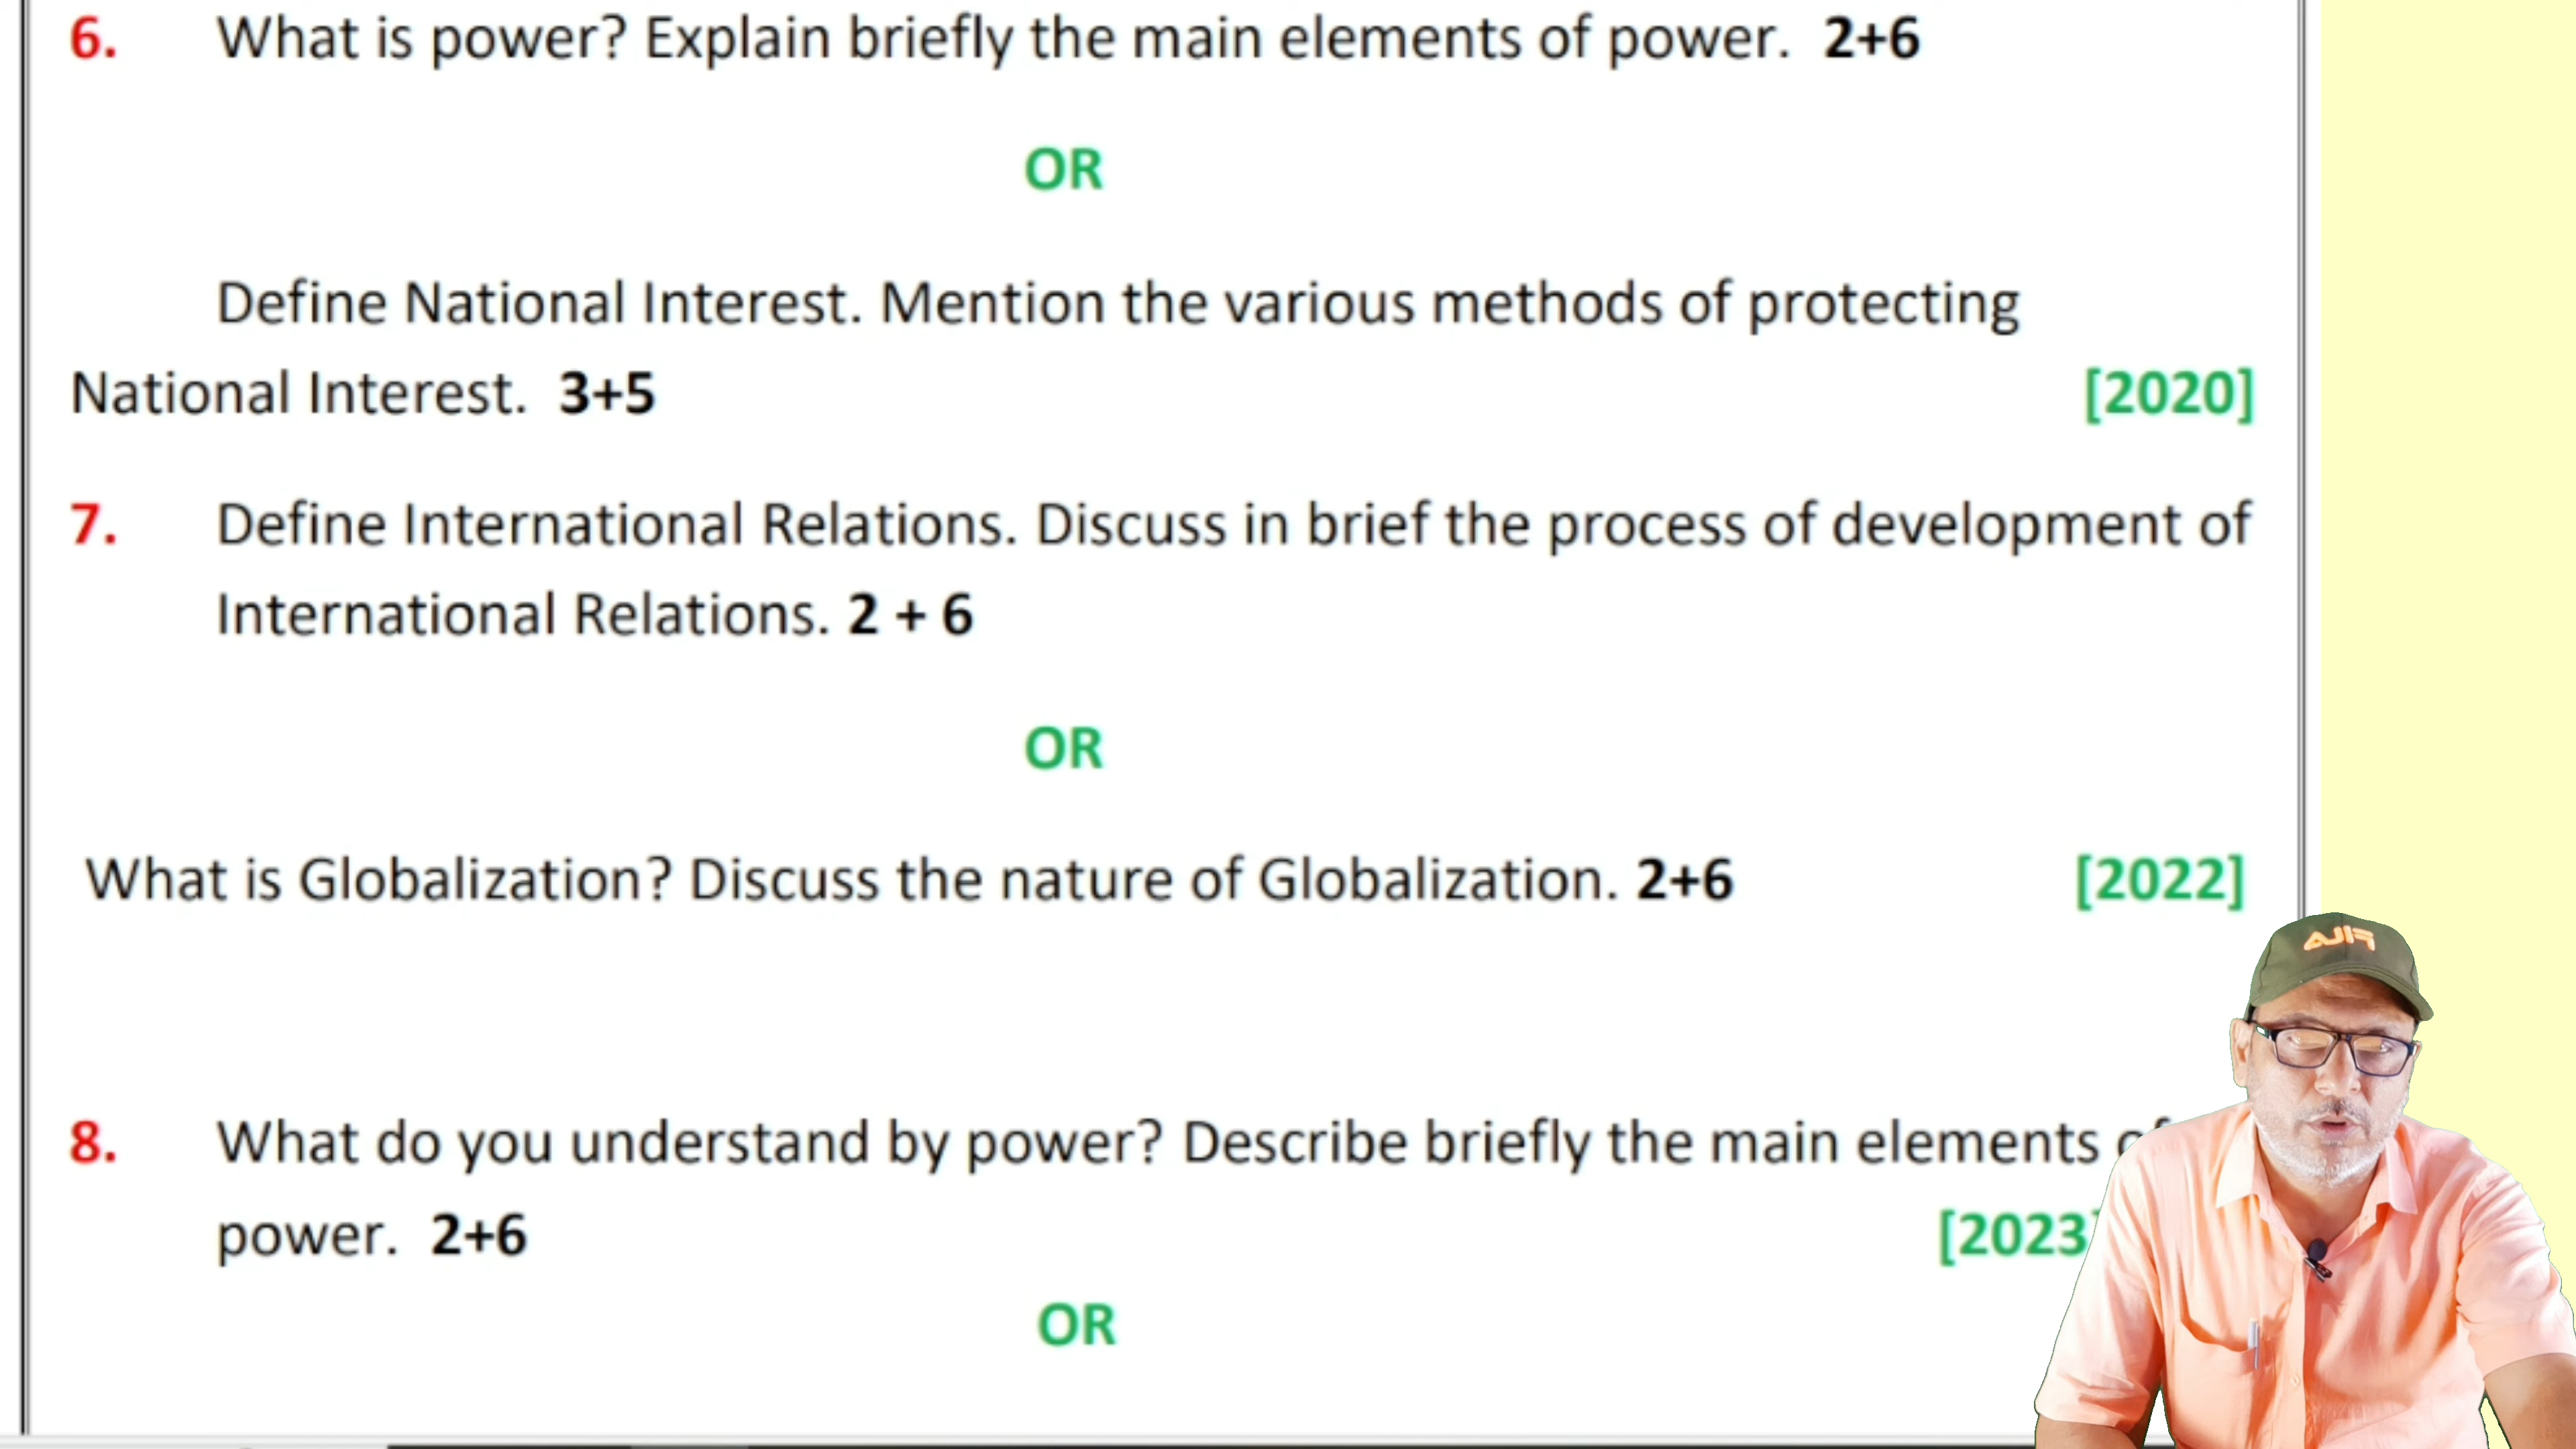 6. What is power? Explain briefly the main elements of power. 2+6
OR
Define National Interest. Mention the various methods of protecting
National Interest. 3+5 [2020]
7. Define International Relations. Discuss in brief the process of development of
International Relations. 2 + 6
OR
What is Globalization? Discuss the nature of Globalization. 2+6 [2022]
FILA
8. What do you understand by power? Describe briefly the main elements of
power. 2+6 [2023
OR